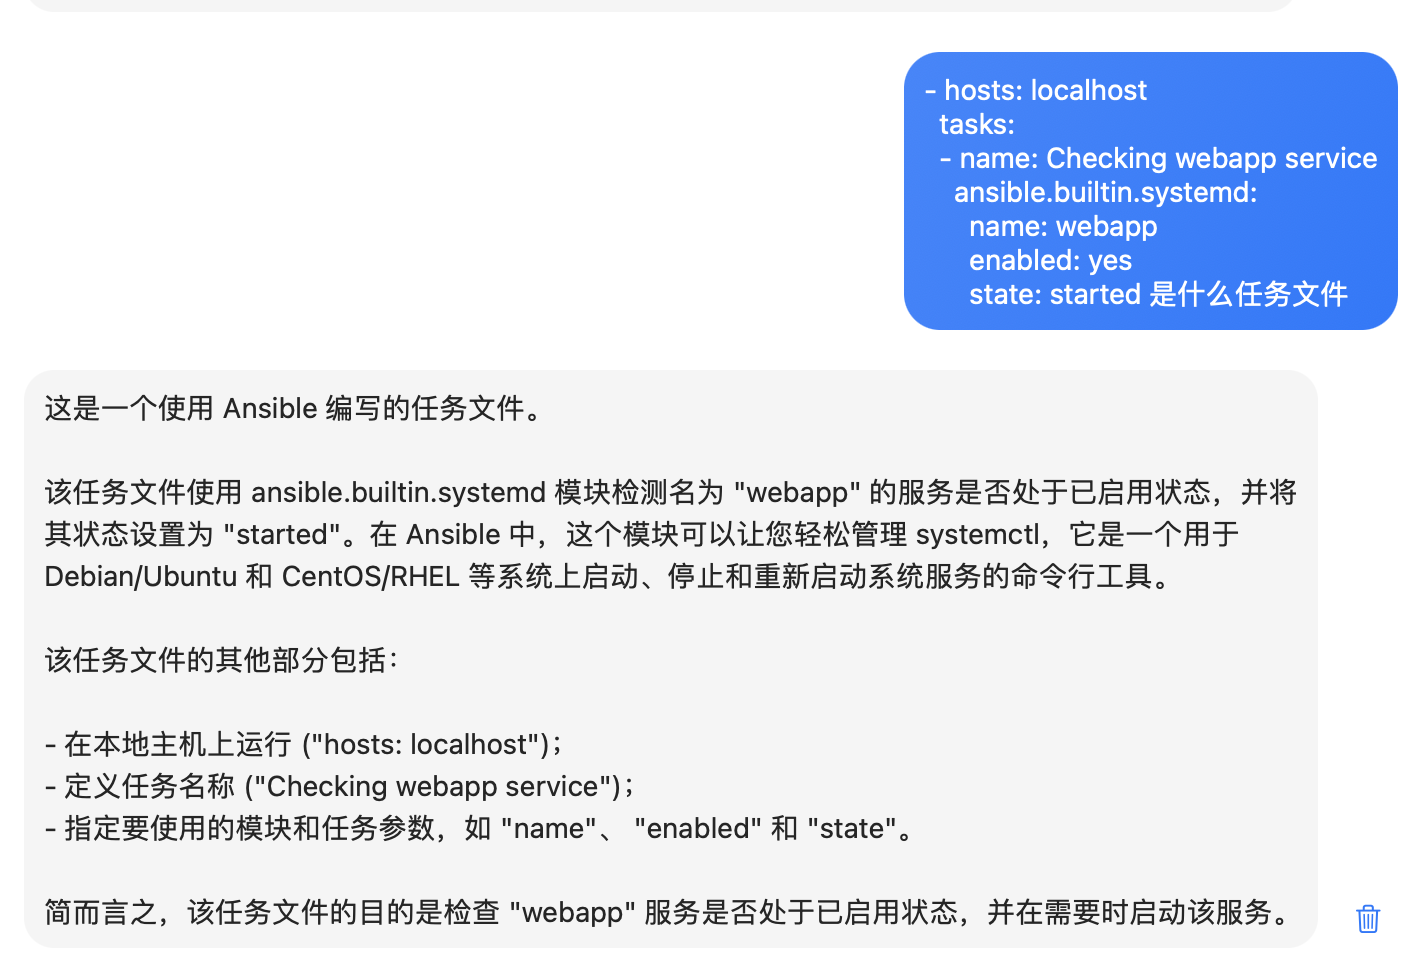 - hosts: localhost
tasks:
- name: Checking webapp service
ansible.builtin.systemd:
name: webapp
enabled: yes
state: started 是什么任务文件
这是一个使用 Ansible 编写的任务文件。
该任务文件使用 ansible.builtin.systemd 模块检测名为 "webapp" 的服务是否处于已启用状态，并将
其状态设置为 "started"。在 Ansible 中，这个模块可以让您轻松管理 systemctl，它是一个用于
Debian/Ubuntu 和 CentOS/RHEL 等系统上启动、停止和重新启动系统服务的命令行工具。
该任务文件的其他部分包括：
- 在本地主机上运行 ("hosts: localhost")；
- 定义任务名称 ("Checking webapp service")；
- 指定要使用的模块和任务参数，如 "name"、 "enabled" 和 "state"。
简而言之，该任务文件的目的是检查 "webapp" 服务是否处于已启用状态，并在需要时启动该服务。